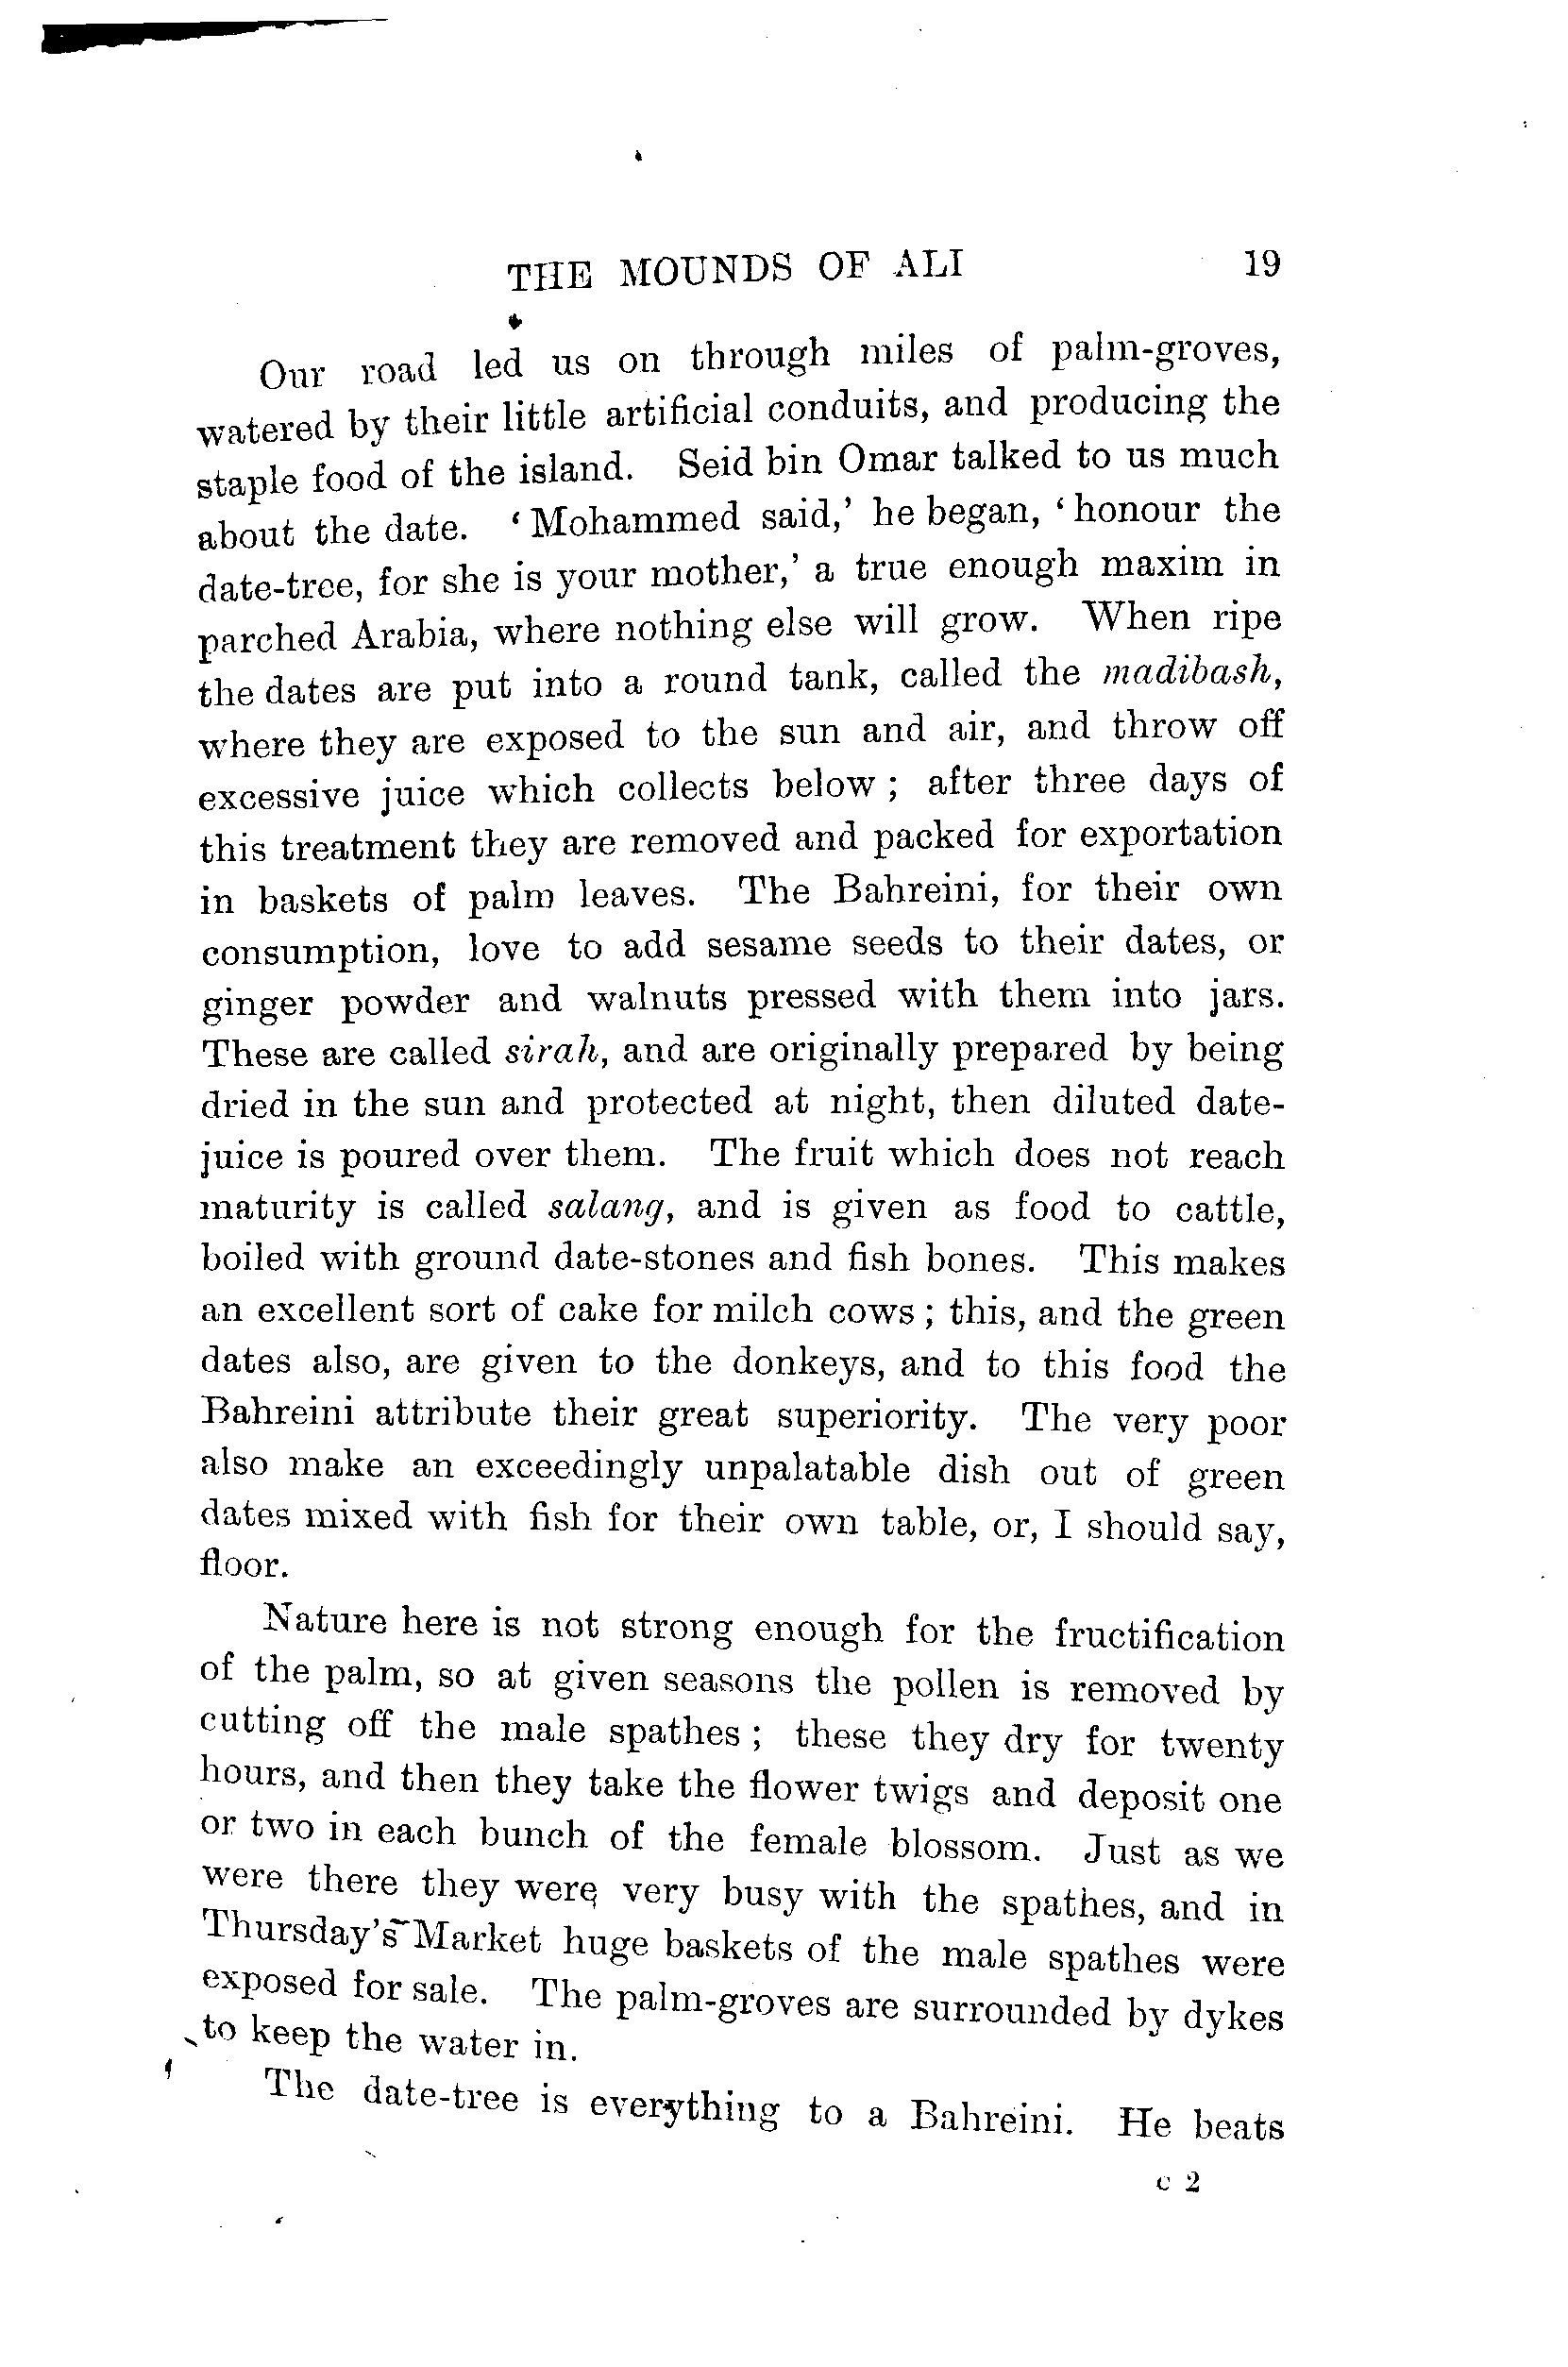 THE MOUNDS OF ALI 19
Our road led us on through miles of palm-groves,
watered by their little artificial conduits, and producing the
staple food of the island. Seid bin Omar talked to us much
about the date. ‘Mohammed said,’ he began, ‘honour the
date-tree, for she is your mother,’ a true enough maxim in
parched Arabia, where nothing else will grow. When ripe
the dates are put into a round tank, called the madibash,
where they are exposed to the sun and air, and throw off
excessive juice which collects below; after three days of
this treatment they are removed and packed for exportation
in baskets of palm leaves. The Bahreini, for their own
consumption, love to add sesame seeds to their dates, or
ginger powder and walnuts pressed with them into jars.
These are called sirah, and are originally prepared by being
dried in the sun and protected at night, then diluted date-
juice is poured over them. The fruit which does not reach
maturity is called salang, and is given as food to cattle,
boiled with ground date-stones and fish bones. This makes
an excellent sort of cake for milch cows; this, and the green
dates also, are given to the donkeys, and to this food the
Bahreini attribute their great superiority. The very poor
also make an exceedingly unpalatable dish out of green
dates mixed with fish for their own table, or, I should say,
floor.
Nature here is not strong enough for the fructification
of the palm, so at given seasons the pollen is removed by
cutting off the male spathes; these they dry for twenty
hours, and then they take the flower twigs and deposit one
or two in each bunch of the female blossom. Just as we
were there they were very busy with the spathes, and in
Thursday's Market huge baskets of the male spathes were
exposed for sale. The palm-groves are surrounded by dykes
to keep the water in.
The date-tree is everything to a Bahreini. He beats
c 2